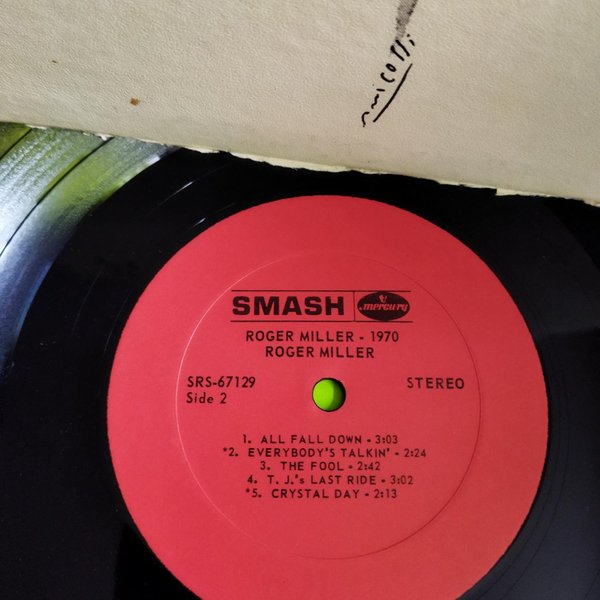 SMASH mercury
ROGER MILLER - 1970
ROGER MILLER
SRS-67129 STEREO
Side 2
1. ALL FALL DOWN - 3:03
*2. EVERYBODY'S TALKIN' - 2:24
3. THE FOOL - 2:42
4. T. J.'s LAST RIDE - 3:02
*5. CRYSTAL DAY - 2:13